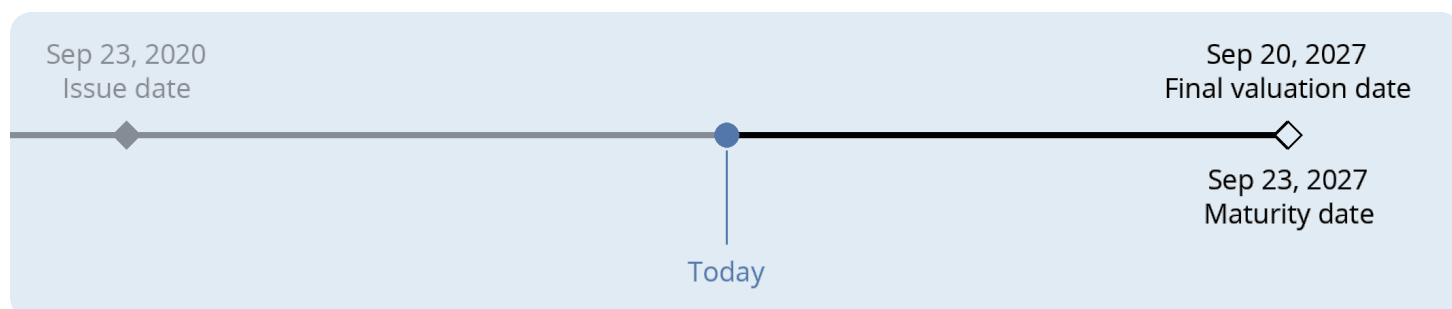 Sep 23, 2020
Issue date
Sep 20, 2027
Final valuation date
Sep 23, 2027
Maturity date
Today